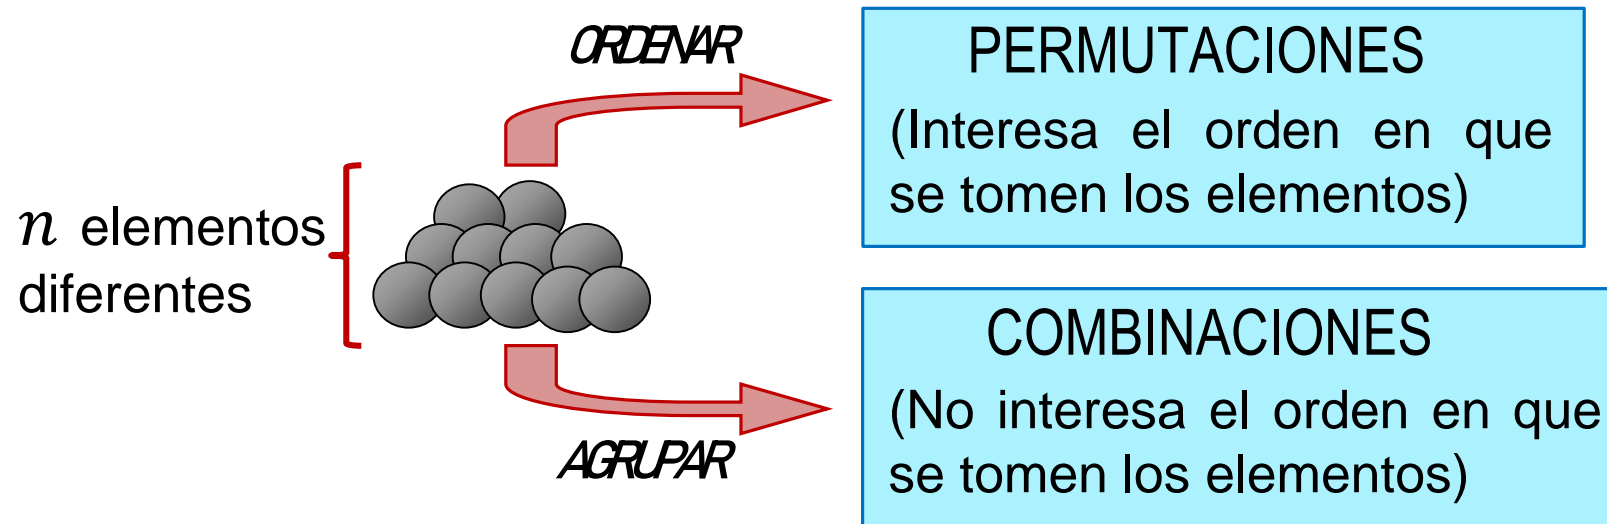 ORDENAR
PERMUTACIONES
(Interesa el orden en que
se tomen los elementos)
n elementos
diferentes
COMBINACIONES
(No interesa el orden en que
se tomen los elementos)
AGRUPAR